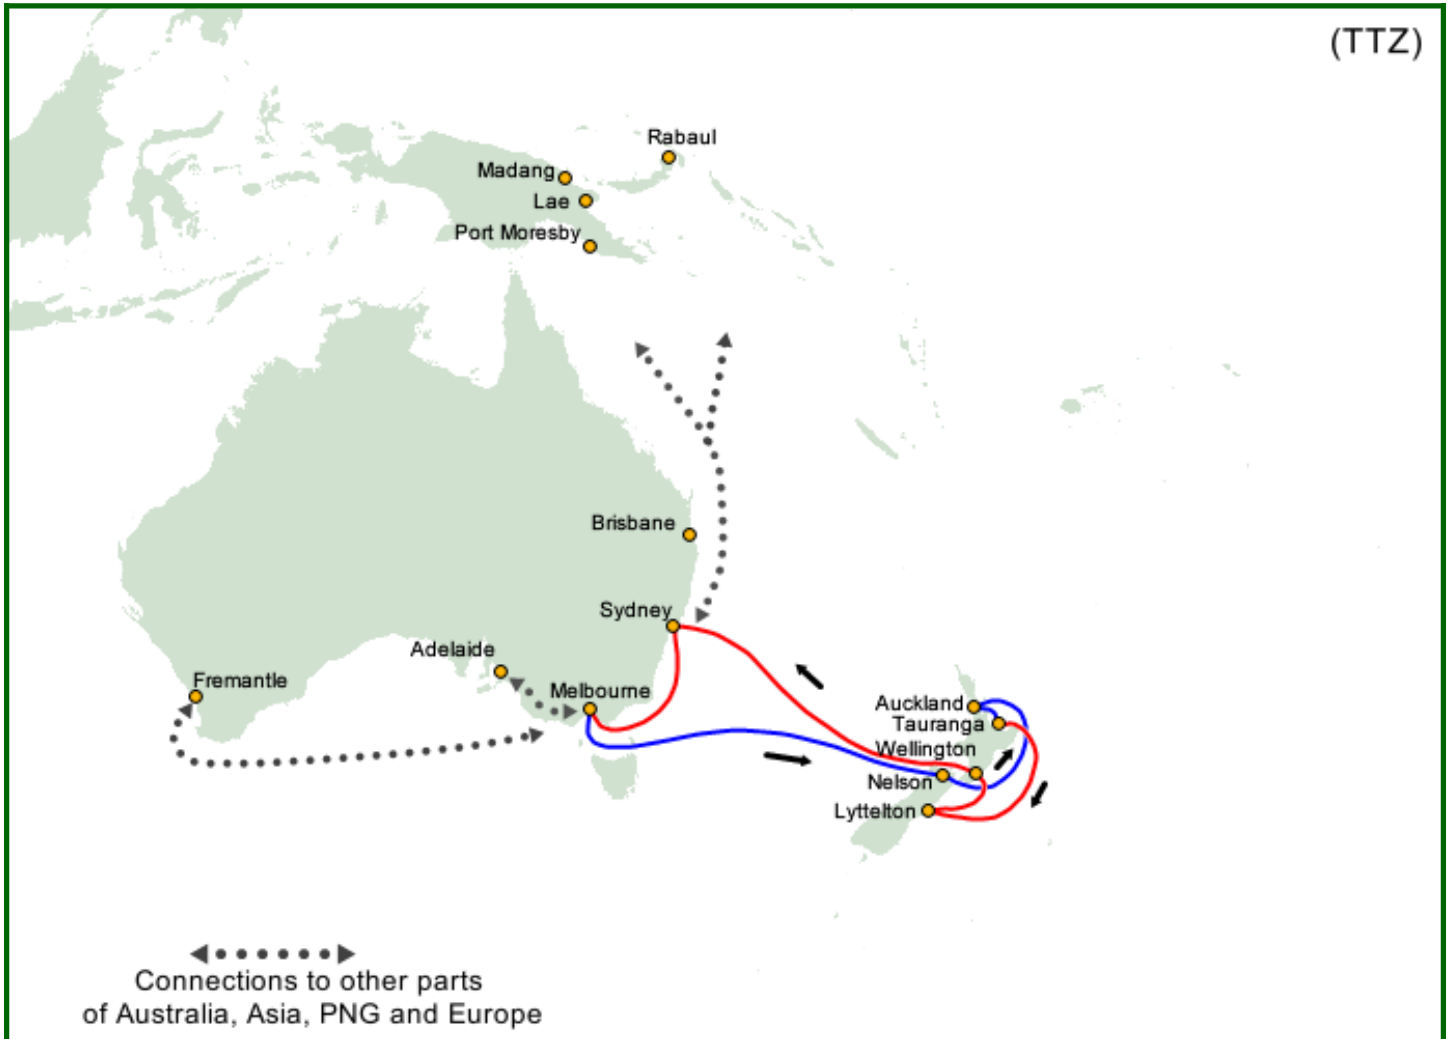 (TTZ)
Rabaul
Madang
Lae
Port Moresby
Brisbane
Sydney
Adelaide
Fremantle
Melbourne
Auckland
Tauranga
Wellington
Nelson
Lyttelton
Connections to other parts
of Australia, Asia, PNG and Europe